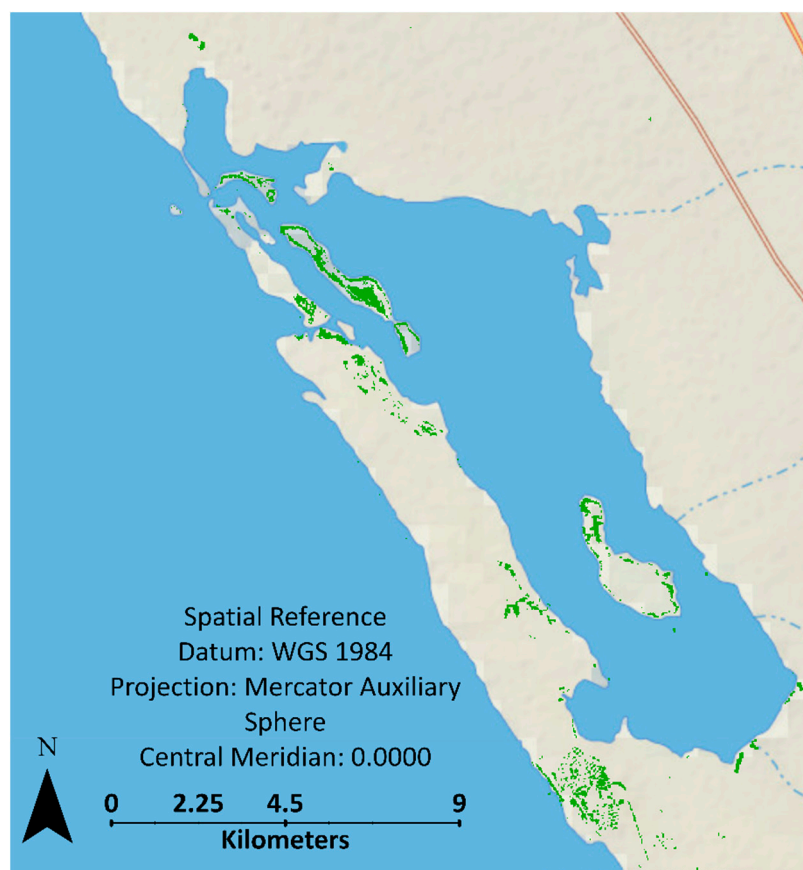 Spatial Reference
Datum: WGS 1984
Projection: Mercator Auxiliary
Sphere
Central Meridian: 0.0000
N
0 2.25 4.5 9
Kilometers